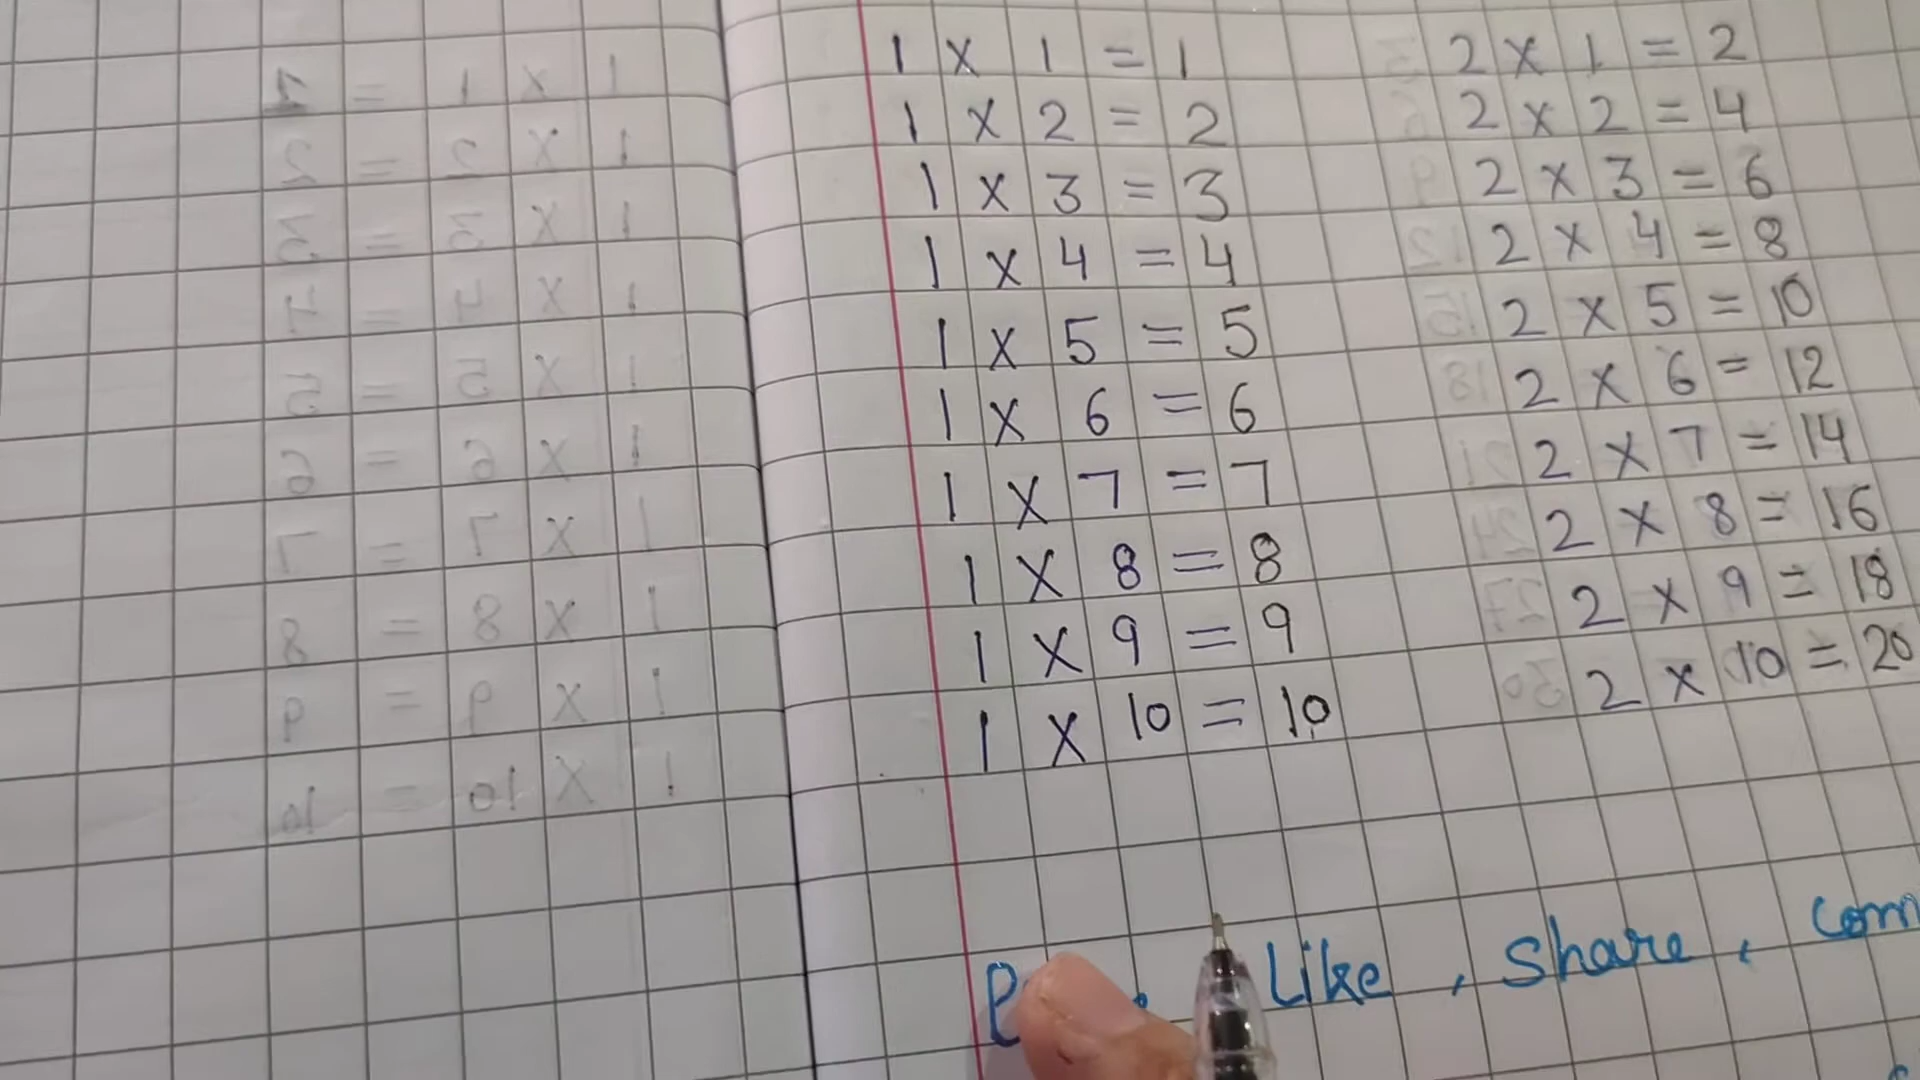 1 x 1 = 1
1 x 2 = 2
1 x 3 = 3
1 x 4 = 4
1 x 5 = 5
1 x 6 = 6
1 x 7 = 7
1 x 8 = 8
1 x 9 = 9
1 x 10 = 10
2 x 1 = 2
2 x 2 = 4
2 x 3 = 6
2 x 4 = 8
2 x 5 = 10
2 x 6 = 12
2 x 7 = 14
2 x 8 = 16
2 x 9 = 18
2 x 10 = 20
Like, Share, com